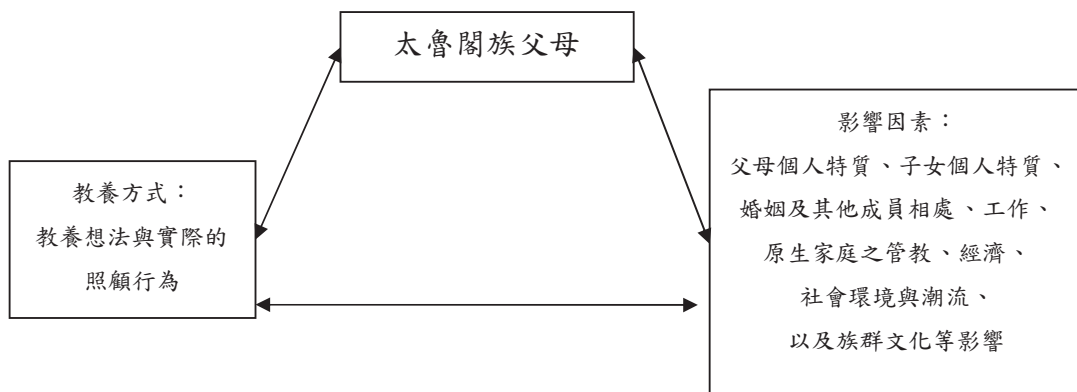 太魯閣族父母
影響因素：
父母個人特質、子女個人特質、
婚姻及其他成員相處、工作、
原生家庭之管教、經濟、
社會環境與潮流、
以及族群文化等影響
教養方式：
教養想法與實際的
照顧行為